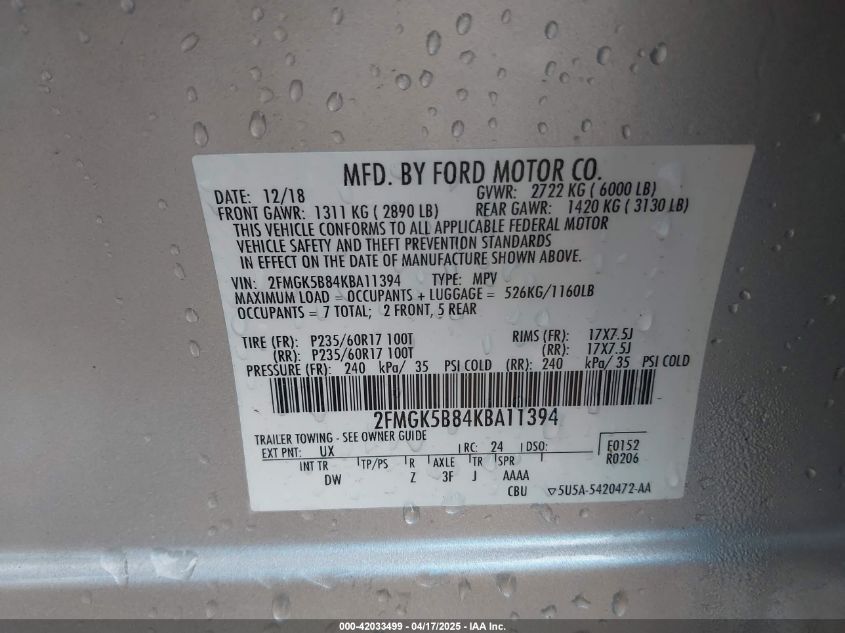 MFD. BY FORD MOTOR CO.
DATE: 12/18 GVWR: 2722 KG ( 6000 LB)
FRONT GAWR: 1311 KG ( 2890 LB) REAR GAWR: 1420 KG ( 3130 LB)
THIS VEHICLE CONFORMS TO ALL APPLICABLE FEDERAL MOTOR
VEHICLE SAFETY AND THEFT PREVENTION STANDARDS
IN EFFECT ON THE DATE OF MANUFACTURE SHOWN ABOVE.
VIN: 2FMGK5B84KBA11394 TYPE: MPV
MAXIMUM LOAD = OCCUPANTS + LUGGAGE = 526KG/1160LB
OCCUPANTS = 7 TOTAL; 2 FRONT, 5 REAR
TIRE (FR): P235/60R17 100T RIMS (FR): 17X7.5J
(RR): P235/60R17 100T (RR): 17X7.5J
PRESSURE (FR): 240 kPa/ 35 PSI COLD (RR): 240 kPa/ 35 PSI COLD
2FMGK5B84KBA11394
TRAILER TOWING - SEE OWNER GUIDE
EXT PNT: UX RC: 24 DSO: E0152
INT TR TP/PS R AXLE TR SPR R0206
DW Z 3F J AAAA
CBU ▽5U5A-5420472-AA
000-42033499 - 04/17/2025 - IAA Inc.